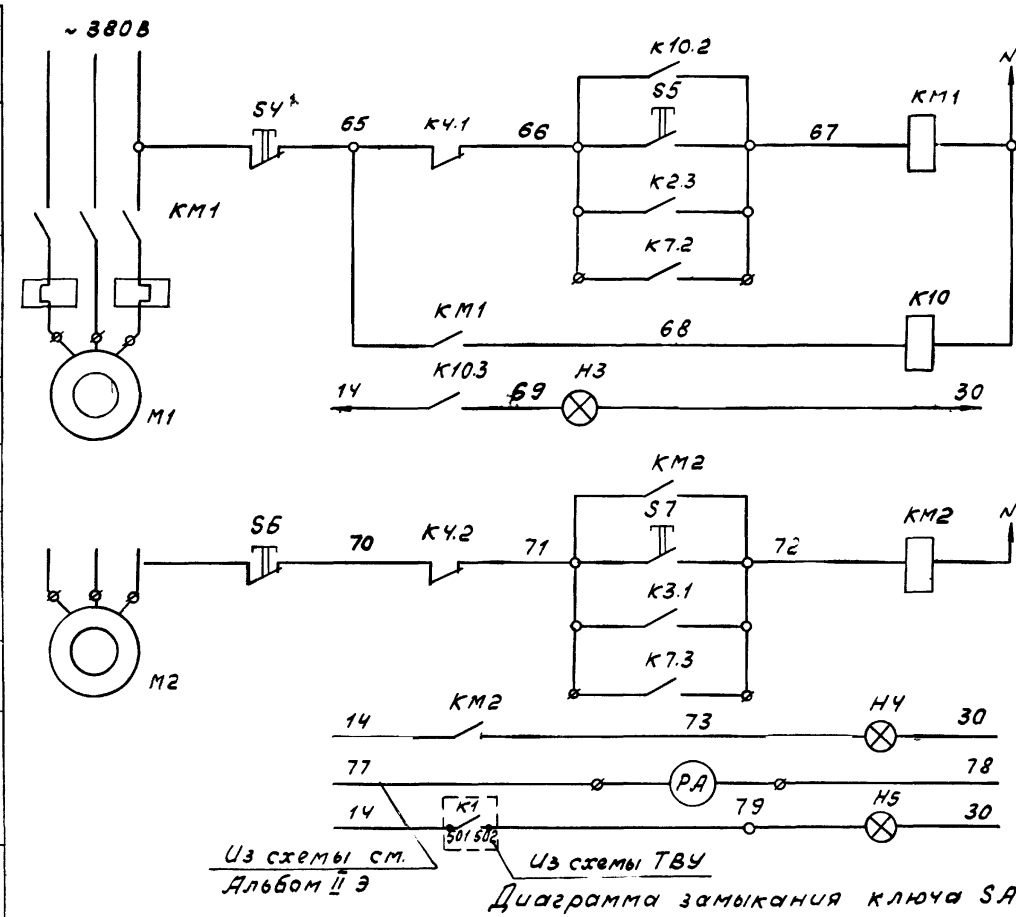 ~ 380 В
К10.2
N
S4*
65
К4.1
66
S5
67
КМ1
КМ1
К2.3
К7.2
КМ1
68
К10
М1
14
К10.3
69
Н3
30
КМ2
S6
70
К4.2
71
S7
72
КМ2
N
К3.1
К7.3
М2
14
КМ2
73
Н4
30
77
РА
78
14
К1
501 502
79
Н5
30
Из схемы см.
Альбом II Э
Из схемы ТВУ
Диаграмма замыкания ключа SA